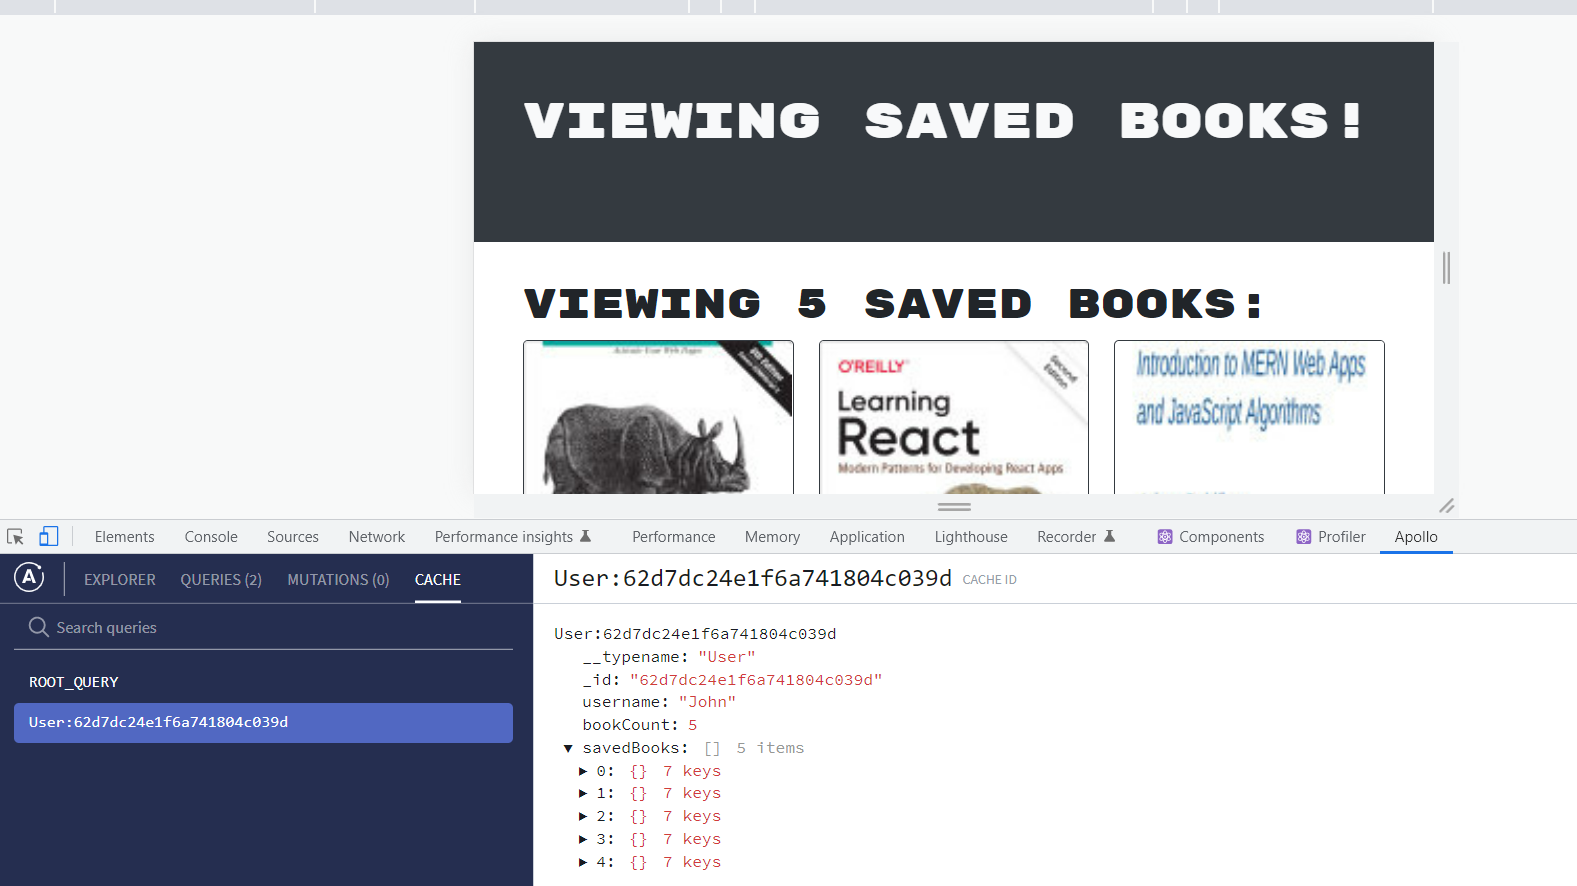 VIEWING SAVED BOOKS!
VIEWING 5 SAVED BOOKS:
Activate Your Web Pages
O'REILLY
Second
Edition
Learning
React
Modern Patterns for Developing React Apps
Introduction to MERN Web Apps
and JavaScript Algorithms
Elements Console Sources Network Performance insights Performance Memory Application Lighthouse Recorder Components Profiler Apollo
A EXPLORER QUERIES (2) MUTATIONS (0) CACHE
Search queries
ROOT_QUERY
User:62d7dc24e1f6a741804c039d
User:62d7dc24e1f6a741804c039d CACHE ID
User:62d7dc24e1f6a741804c039d
__typename: "User"
_id: "62d7dc24e1f6a741804c039d"
username: "John"
bookCount: 5
savedBooks: [] 5 items
0: {} 7 keys
1: {} 7 keys
2: {} 7 keys
3: {} 7 keys
4: {} 7 keys